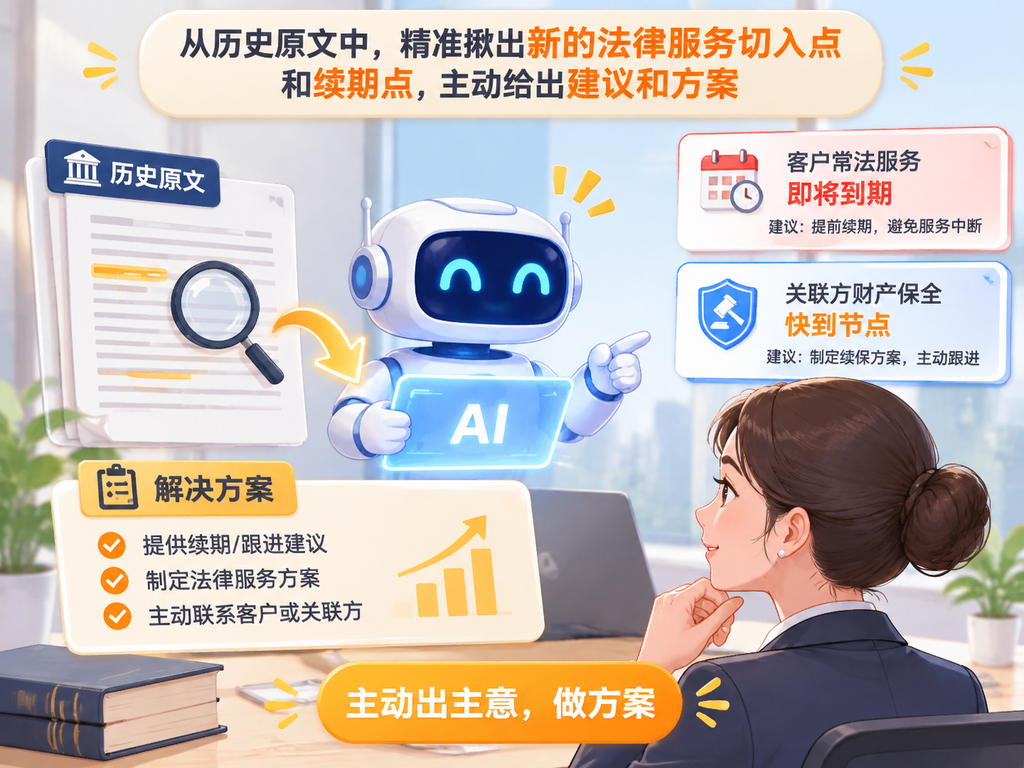 从历史原文中，精准揪出新的法律服务切入点
和续期点，主动给出建议和方案
历史原文
客户常法服务
即将到期
建议：提前续期，避免服务中断
关联方财产保全
快到节点
建议：制定续保方案，主动跟进
AI
解决方案
提供续期/跟进建议
制定法律服务方案
主动联系客户或关联方
主动出主意，做方案